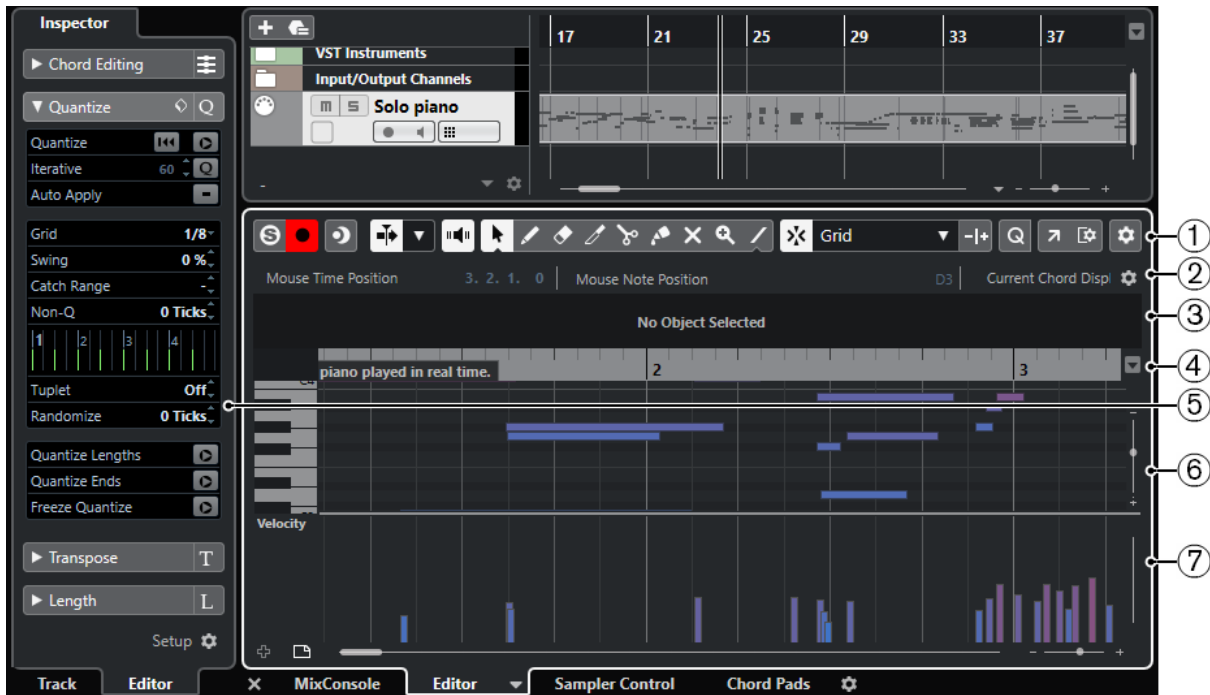 Inspector
Chord Editing
Quantize Q
Quantize
Iterative 60 Q
Auto Apply
Grid 1/8
Swing 0 %
Catch Range -
Non-Q 0 Ticks
1 2 3 4
Tuplet Off
Randomize 0 Ticks
Quantize Lengths
Quantize Ends
Freeze Quantize
Transpose T
Length L
Setup
Track Editor
17 21 25 29 33 37
VST Instruments
Input/Output Channels
m S Solo piano
-
S Grid Q 1
Mouse Time Position 3. 2. 1. 0 Mouse Note Position D3 Current Chord Displ 2
No Object Selected 3
piano played in real time. 2 3 4
5
6
Velocity
7
MixConsole Editor Sampler Control Chord Pads